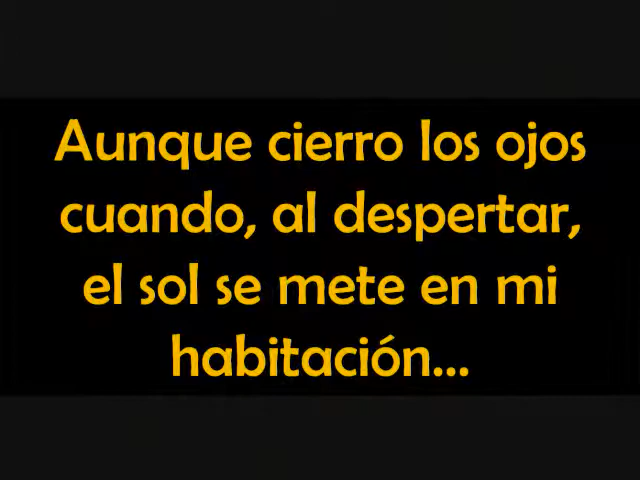 Aunque cierro los ojos
cuando, al despertar,
el sol se mete en mi
habitación...